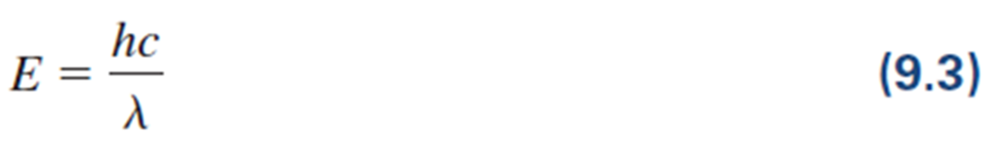 E = hc/λ (9.3)